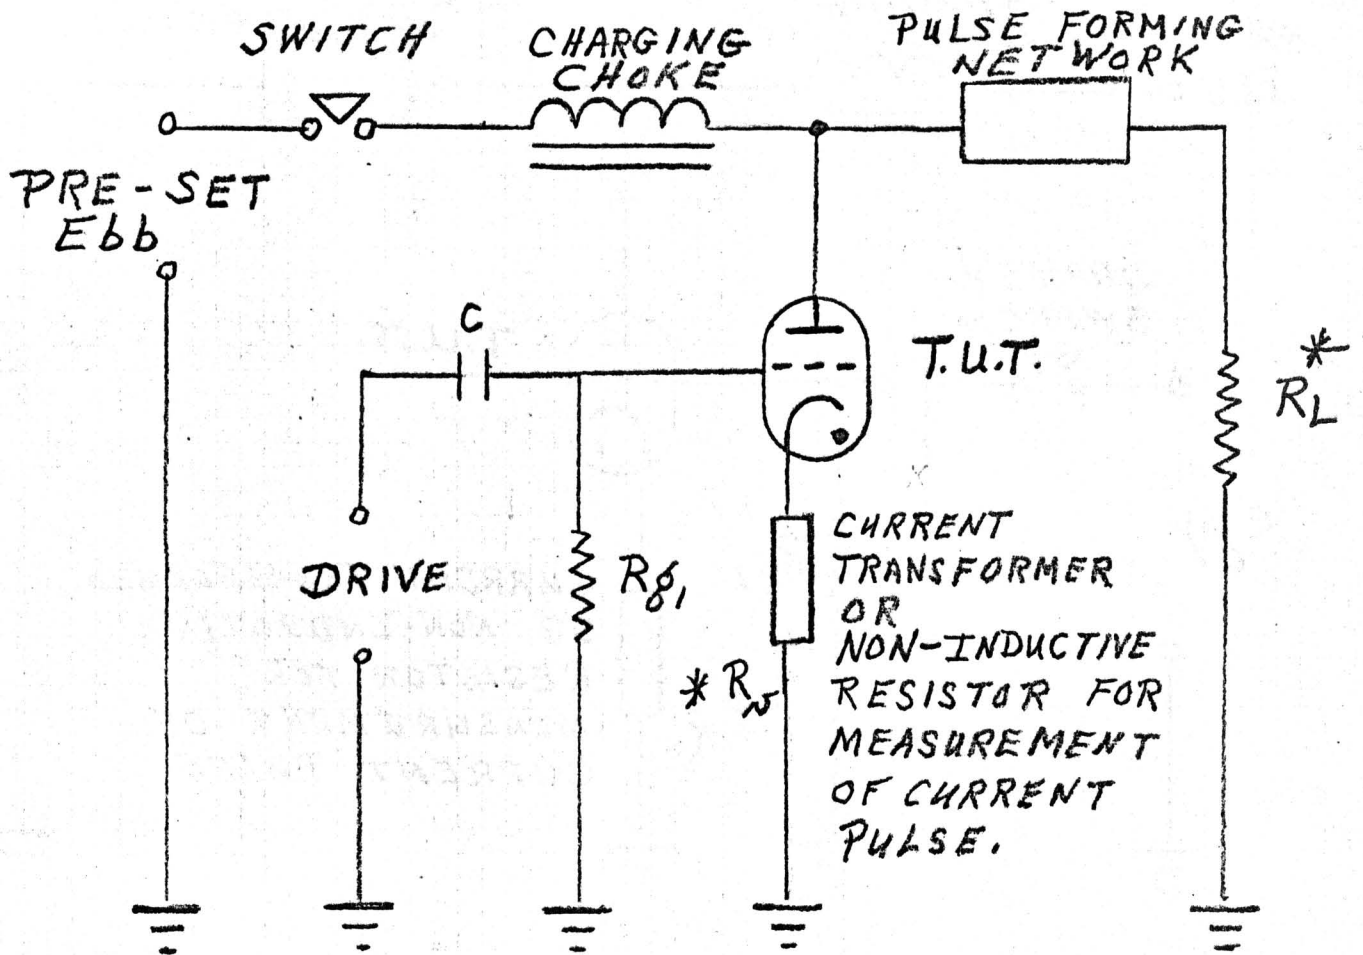 SWITCH
CHARGING
CHOKE
PULSE FORMING
NETWORK
PRE-SET
Ebb
C
T.U.T.
*
RL
DRIVE
Rg1
* Rv
CURRENT
TRANSFORMER
OR
NON-INDUCTIVE
RESISTOR FOR
MEASUREMENT
OF CURRENT
PULSE.